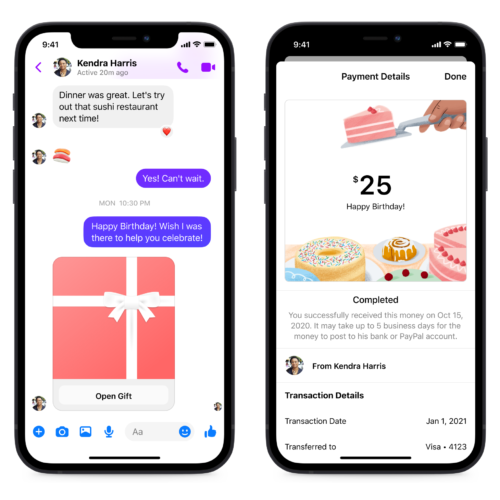 9:41
Kendra Harris
Active 20m ago
Dinner was great. Let's try
out that sushi restaurant
next time!
Yes! Can't wait.
MON 10:30 PM
Happy Birthday! Wish I was
there to help you celebrate!
Open Gift
Aa
9:41
Payment Details
Done
$25
Happy Birthday!
Completed
You successfully received this money on Oct 15,
2020. It may take up to 5 business days for the
money to post to his bank or PayPal account.
From Kendra Harris
Transaction Details
Transaction Date
Jan 1, 2021
Transferred to
Visa • 4123